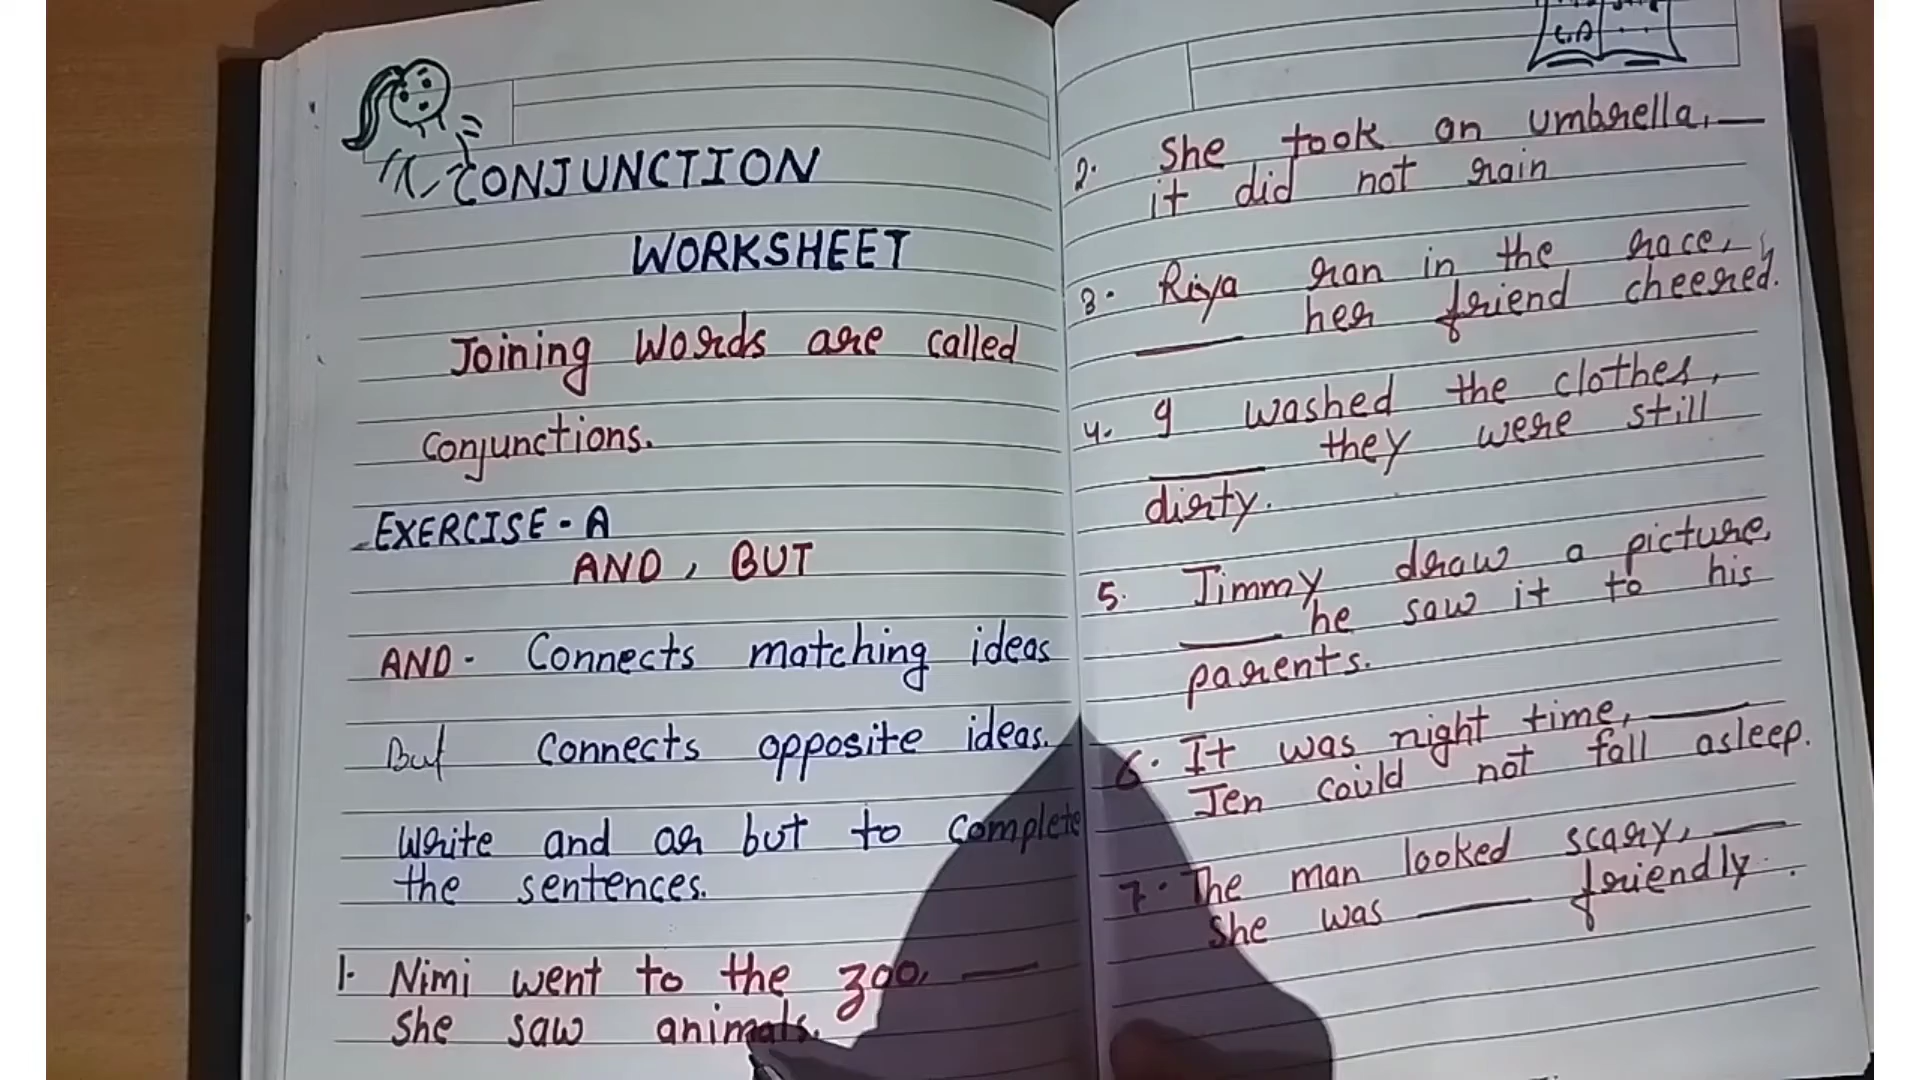 CONJUNCTION
WORKSHEET
Joining words are called
conjunctions.
EXERCISE - A
AND, BUT
AND - Connects matching ideas
But connects opposite ideas.
Write and or but to complete
the sentences.
1. Nimi went to the zoo, ___
she saw animals.
2. She took an umbrella, ___
it did not rain
3. Riya ran in the race,
___ her friend cheered.
4. I washed the clothes,
___ they were still
dirty.
5. Jimmy draw a picture,
___ he saw it to his
parents.
6. It was night time, ___
Jen could not fall asleep.
7. The man looked scary, ___
she was ___ friendly.